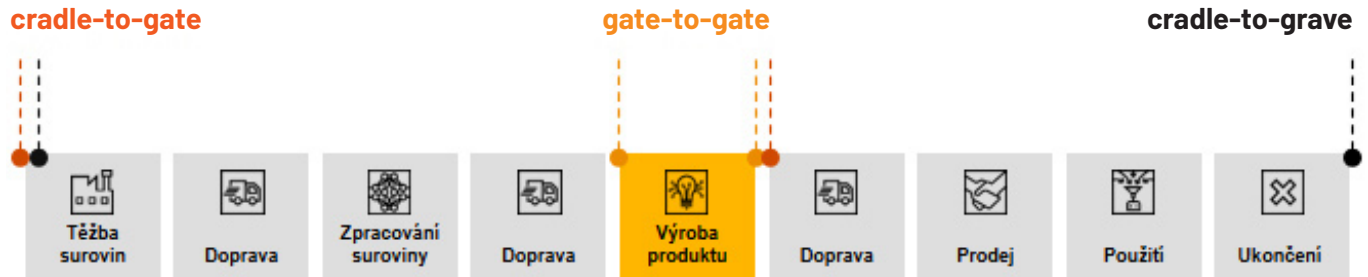 cradle-to-gate
gate-to-gate
cradle-to-grave
Těžba
surovin
Doprava
Zpracování
suroviny
Doprava
Výroba
produktu
Doprava
Prodej
Použití
Ukončení